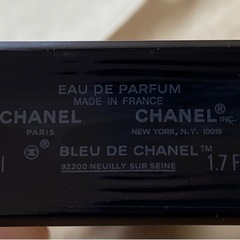 EAU DE PARFUM
MADE IN FRANCE
CHANEL CHANEL® INC.
PARIS NEW YORK, N.Y. 10019
BLEU DE CHANEL™ 1.7 F
92200 NEUILLY SUR SEINE